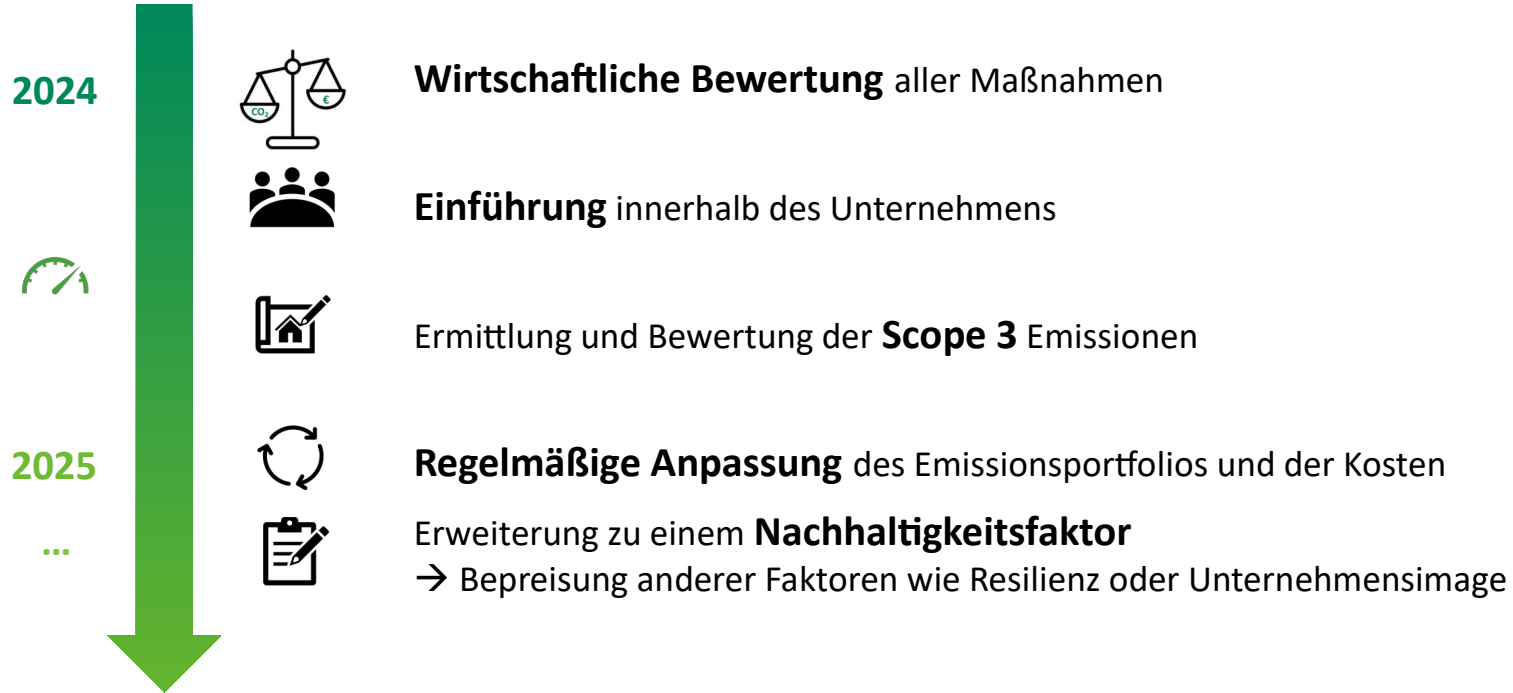 2024
CO₂
€
Wirtschaftliche Bewertung aller Maßnahmen
Einführung innerhalb des Unternehmens
Ermittlung und Bewertung der Scope 3 Emissionen
2025
Regelmäßige Anpassung des Emissionsportfolios und der Kosten
...
Erweiterung zu einem Nachhaltigkeitsfaktor
→ Bepreisung anderer Faktoren wie Resilienz oder Unternehmensimage